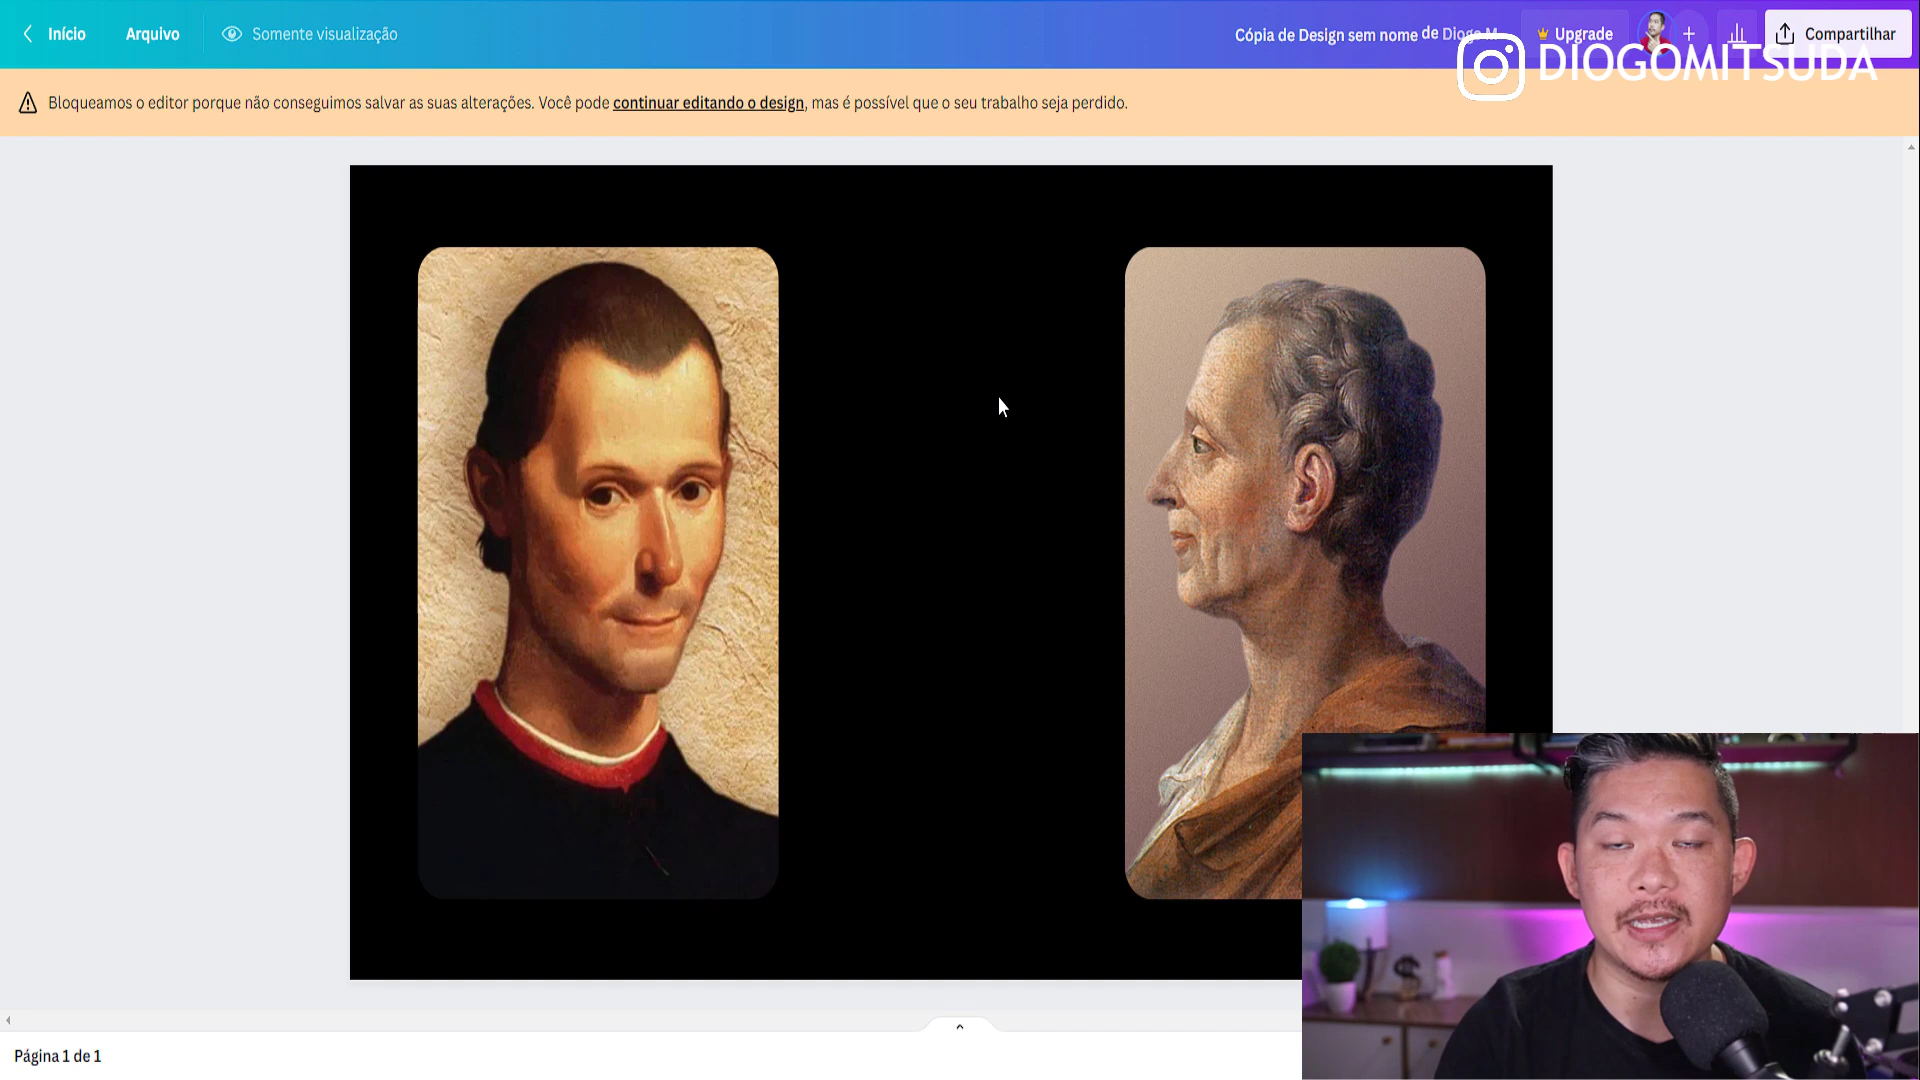 Início
Arquivo
Somente visualização
Cópia de Design sem nome de Diogo M
Upgrade
Compartilhar
DIOGOMITSUDA
Bloqueamos o editor porque não conseguimos salvar as suas alterações. Você pode continuar editando o design, mas é possível que o seu trabalho seja perdido.
Página 1 de 1